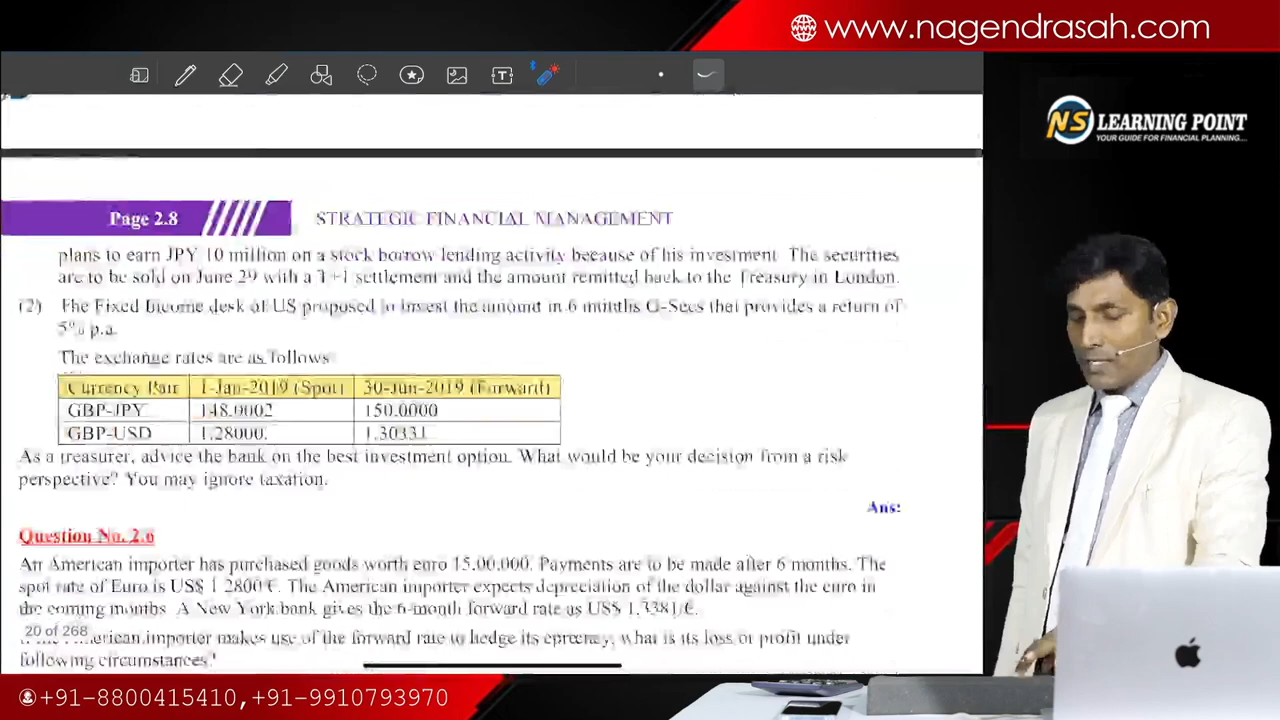 www.nagendrasah.com
NS LEARNING POINT
YOUR GUIDE FOR FINANCIAL PLANNING....
Page 2.8 STRATEGIC FINANCIAL MANAGEMENT
plans to earn JPY 10 million on a stock borrow lending activity because of his investment. The securities
are to be sold on June 29 with a T+1 settlement and the amount remitted back to the Treasury in London.
(2) The Fixed Income desk of US proposed to invest the amount in 6 months G-Secs that provides a return of
5% p.a.
The exchange rates are as follows
Currency Pair 1-Jan-2019 (Spot) 30-Jun-2019 (Forward)
GBP-JPY 148.0002 150.0000
GBP-USD 1.28000 1.30331
As a treasurer, advice the bank on the best investment option. What would be your decision from a risk
perspective? You may ignore taxation.
Ans:
Question No. 2.6
An American importer has purchased goods worth euro 15,00,000. Payments are to be made after 6 months. The
spot rate of Euro is US$ 1.2800/€. The American importer expects depreciation of the dollar against the euro in
the coming months. A New York bank gives the 6-month forward rate as US$ 1.3381/€.
20 of 268
American importer makes use of the forward rate to hedge its, what is its loss or profit under
following circumstances?
+91-8800415410,+91-9910793970